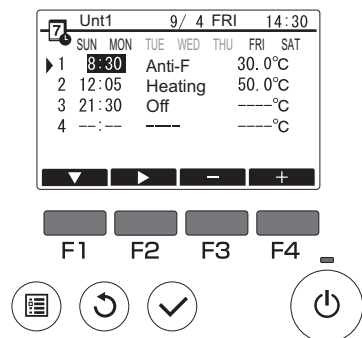 7 Unt1 9/ 4 FRI 14:30
SUN MON TUE WED THU FRI SAT
1 8:30 Anti-F 30.0°C
2 12:05 Heating 50.0°C
3 21:30 Off ----°C
4 --:-- ---- ----°C
− +
F1 F2 F3 F4